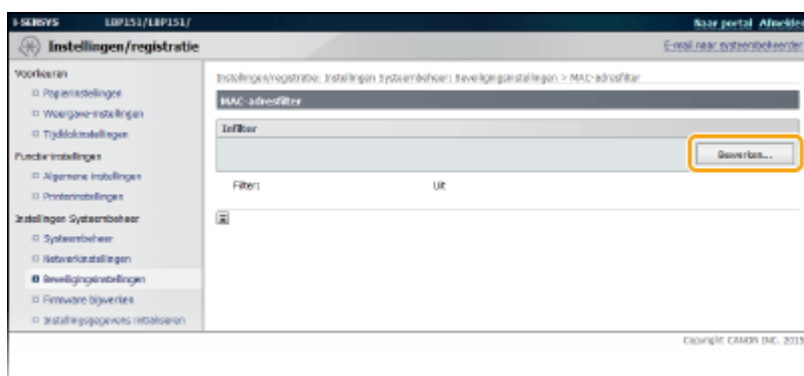 i-SENSYS LBP151/LBP151/ Naar portal Afmelden
Instellingen/registratie E-mail naar systeembeheerder
Voorkeuren
Papierinstellingen
Weergave-instellingen
Tijdklokinstellingen
Functie-instellingen
Algemene instellingen
Printerinstellingen
Instellingen Systeembeheer
Systeembeheer
Netwerkinstellingen
Beveiligingsinstellingen
Firmware bijwerken
Instellingsgegevens initialiseren
Instellingen/registratie: Instellingen Systeembeheer: Beveiligingsinstellingen > MAC-adresfilter
MAC-adresfilter
Infilter
Bewerken...
Filter: Uit
Copyright CANON INC. 2015